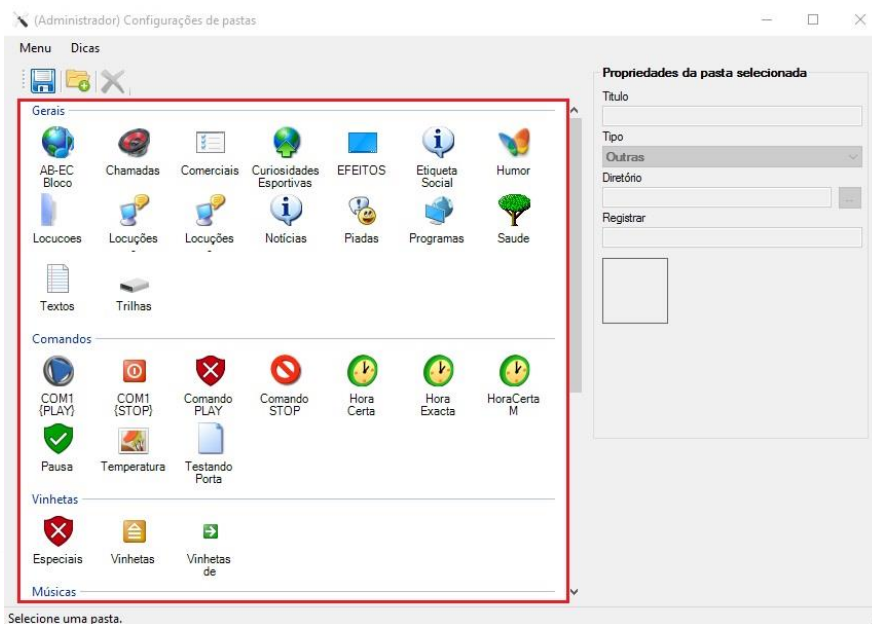 (Administrador) Configurações de pastas
Menu Dicas
Gerais
AB-EC Bloco
Chamadas
Comerciais
Curiosidades Esportivas
EFEITOS
Etiqueta Social
Humor
Locucoes
Locuções -
Locuções -
Notícias
Piadas
Programas
Saude
Textos
Trilhas
Comandos
COM1 {PLAY}
COM1 {STOP}
Comando PLAY
Comando STOP
Hora Certa
Hora Exacta
HoraCerta M
Pausa
Temperatura
Testando Porta
Vinhetas
Especiais
Vinhetas
Vinhetas de
Músicas
Selecione uma pasta.
Propriedades da pasta selecionada
Titulo
Tipo
Outras
Diretório
...
Registrar